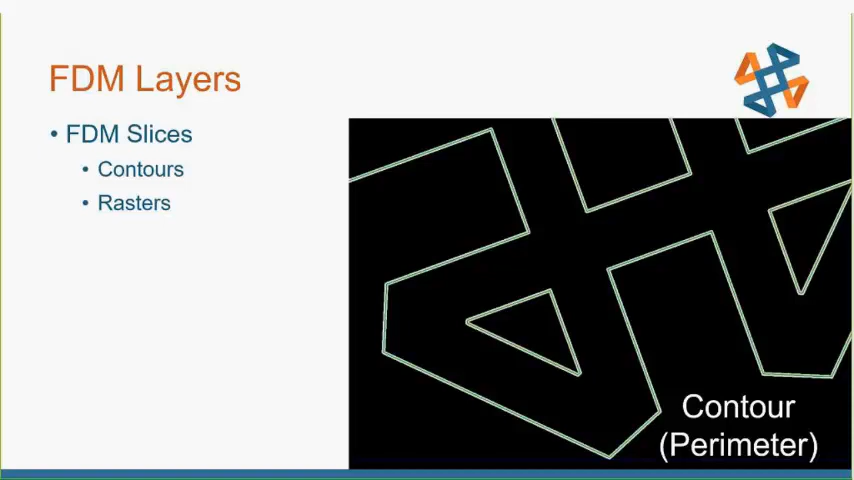 FDM Layers
• FDM Slices
• Contours
• Rasters
Contour
(Perimeter)